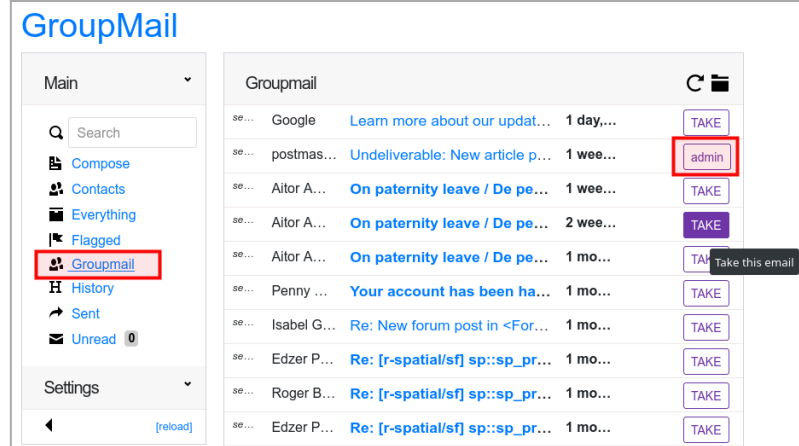 GroupMail
Main
Search
Compose
Contacts
Everything
Flagged
Groupmail
History
Sent
Unread 0
Settings
[reload]
Groupmail
se... Google Learn more about our updat... 1 day,... TAKE
se... postmas... Undeliverable: New article p... 1 wee... admin
se... Aitor A... On paternity leave / De pe... 1 wee... TAKE
se... Aitor A... On paternity leave / De pe... 2 wee... TAKE
se... Aitor A... On paternity leave / De pe... 1 mo... TAK
Take this email
se... Penny ... Your account has been ha... 1 mo... TAKE
se... Isabel G... Re: New forum post in <For... 1 mo... TAKE
se... Edzer P... Re: [r-spatial/sf] sp::sp_pr... 1 mo... TAKE
se... Roger B... Re: [r-spatial/sf] sp::sp_pr... 1 mo... TAKE
se... Edzer P... Re: [r-spatial/sf] sp::sp_pr... 1 mo... TAKE